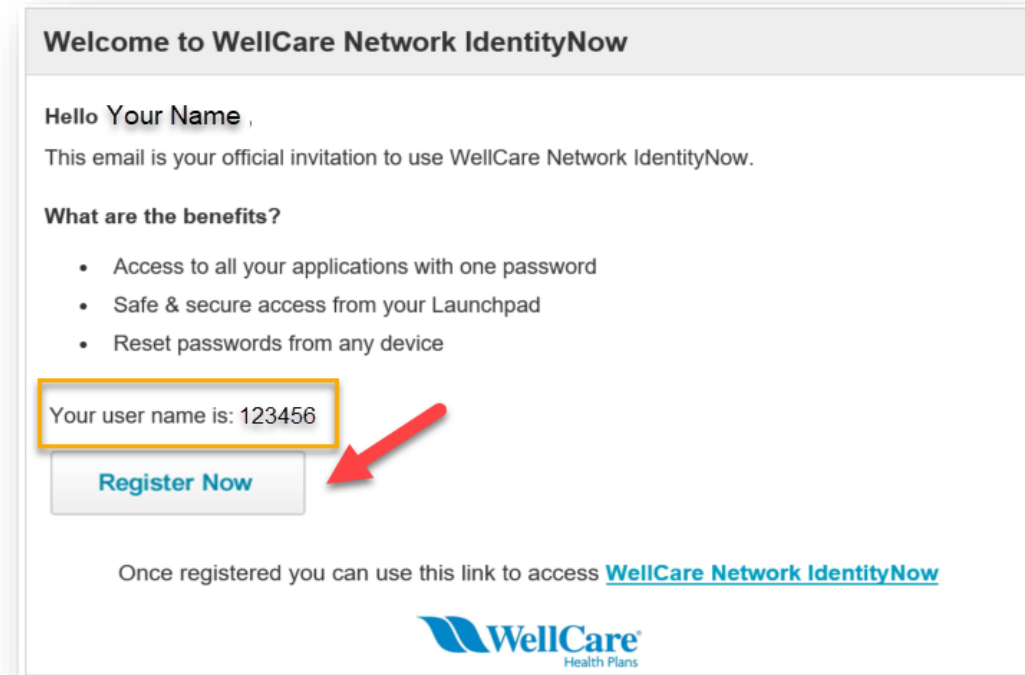 Welcome to WellCare Network IdentityNow
Hello Your Name ,
This email is your official invitation to use WellCare Network IdentityNow.
What are the benefits?
• Access to all your applications with one password
• Safe & secure access from your Launchpad
• Reset passwords from any device
Your user name is: 123456
Register Now
Once registered you can use this link to access WellCare Network IdentityNow
WellCare
Health Plans